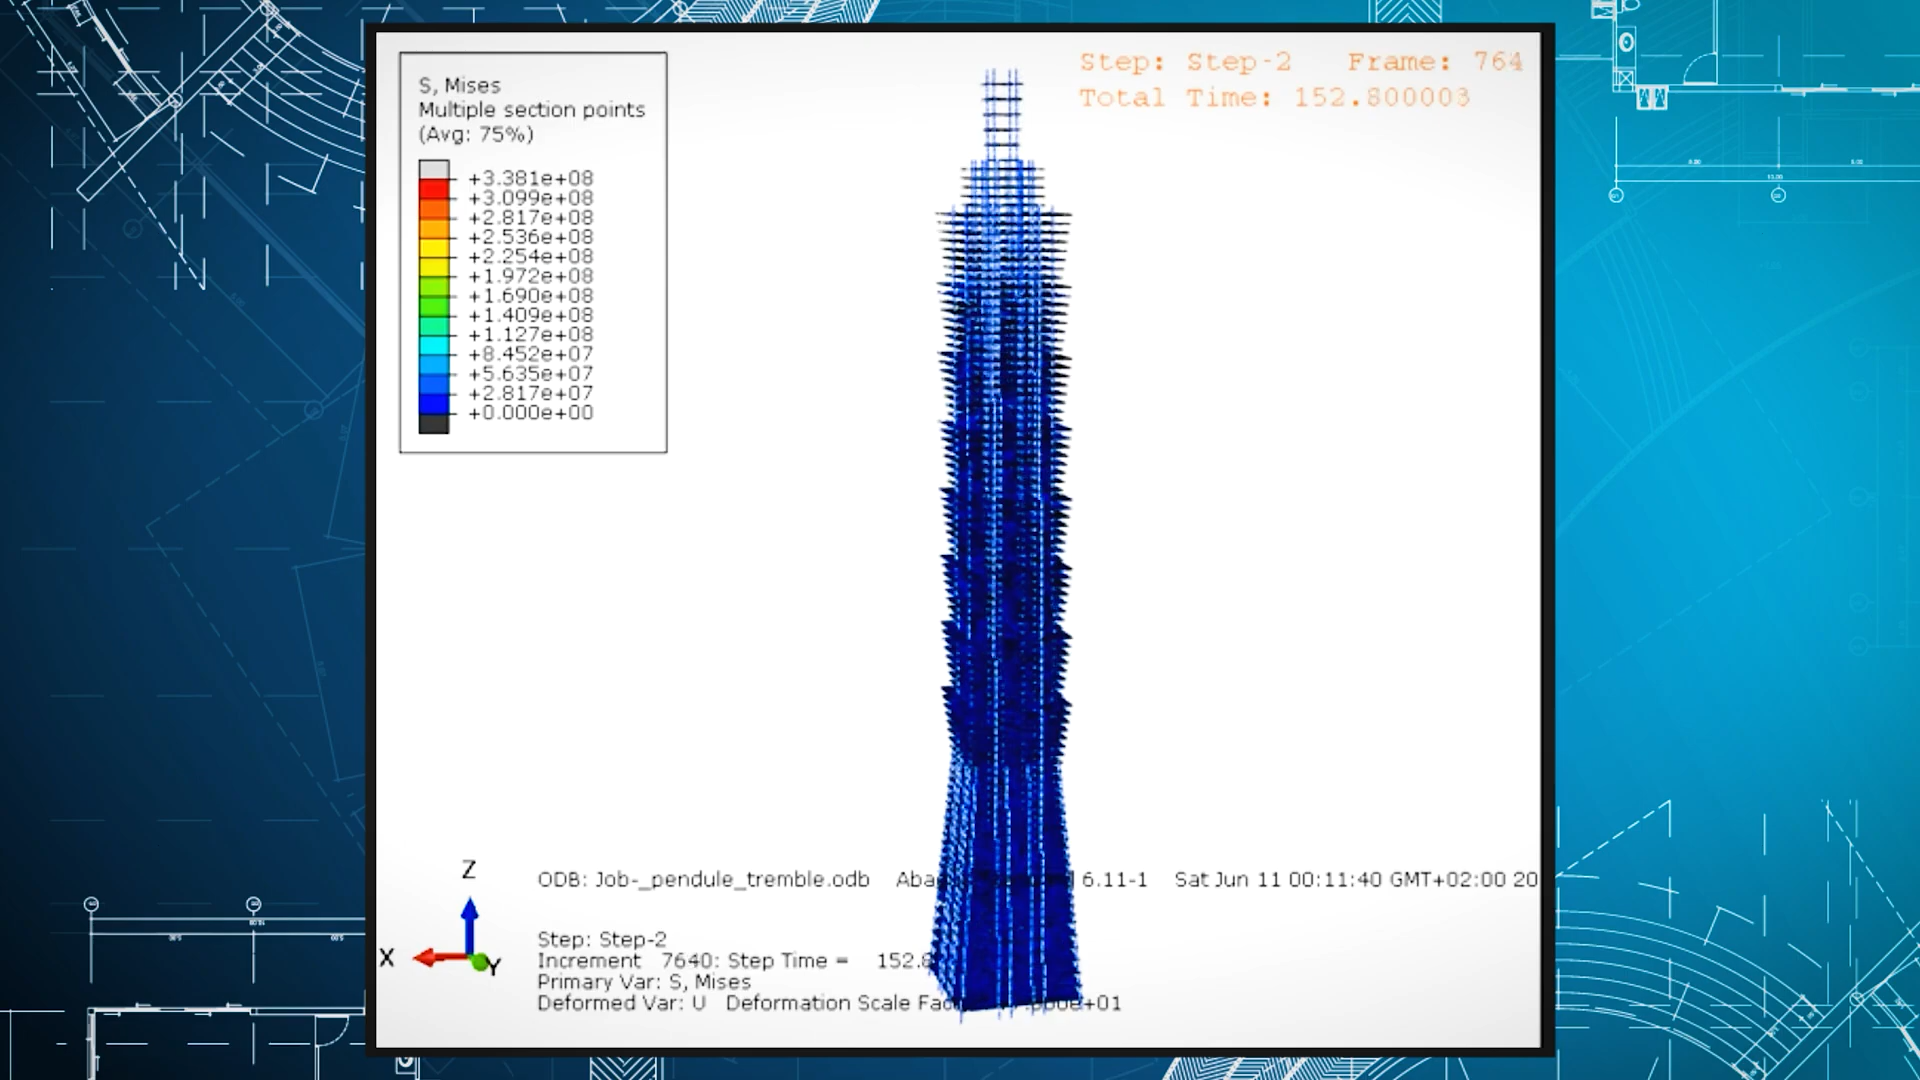 S, Mises
Multiple section points
(Avg: 75%)
+3.381e+08
+3.099e+08
+2.817e+08
+2.536e+08
+2.254e+08
+1.972e+08
+1.690e+08
+1.409e+08
+1.127e+08
+8.452e+07
+5.635e+07
+2.817e+07
+0.000e+00
Step: Step-2 Frame: 764
Total Time: 152.800003
Z
X
Y
ODB: Job-_pendule_tremble.odb 6.11-1 Sat Jun 11 00:11:40 GMT+02:00 20
Step: Step-2
Increment 7640: Step Time = 152.8
Primary Var: S, Mises
Deformed Var: U Deformation Scale